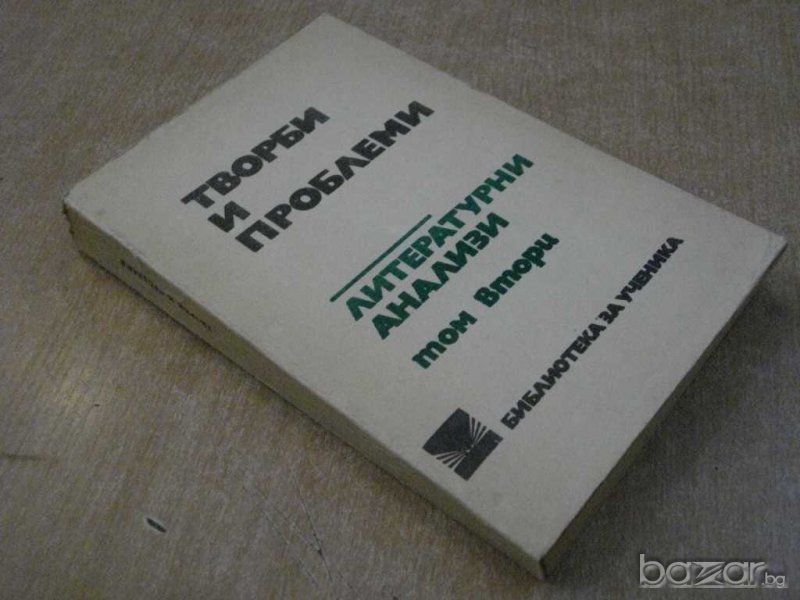 ТВОРБИ
И
ПРОБЛЕМИ
ЛИТЕРАТУРНИ
АНАЛИЗИ
том втори
БИБЛИОТЕКА ЗА УЧЕНИКА
bazar.bg